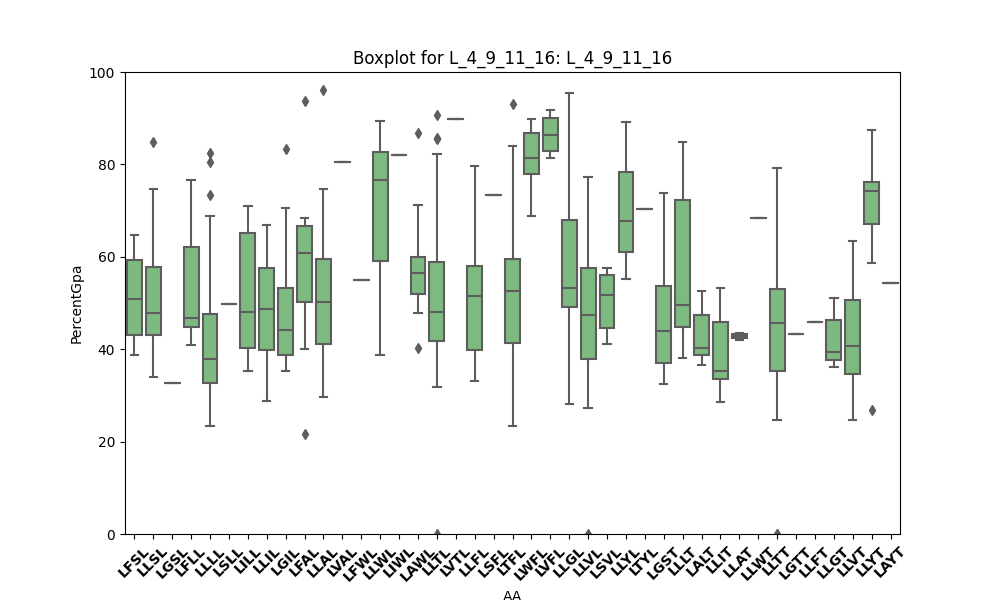 Boxplot for L_4_9_11_16: L_4_9_11_16
PercentGpa
100
80
60
40
20
0
LFSL LLSL LGSL LFLL LLLL LSLL LILL LLIL LGIL LFAL LLAL LVAL LFWL LLWL LIWL LAWL LLTL LVTL LLFL LSFL LTFL LWFL LVFL LLGL LLVL LSVL LLYL LTYL LGST LLLT LALT LLIT LLAT LLWT LLTT LGTT LLFT LLGT LLVT LLYT LAYT
AA